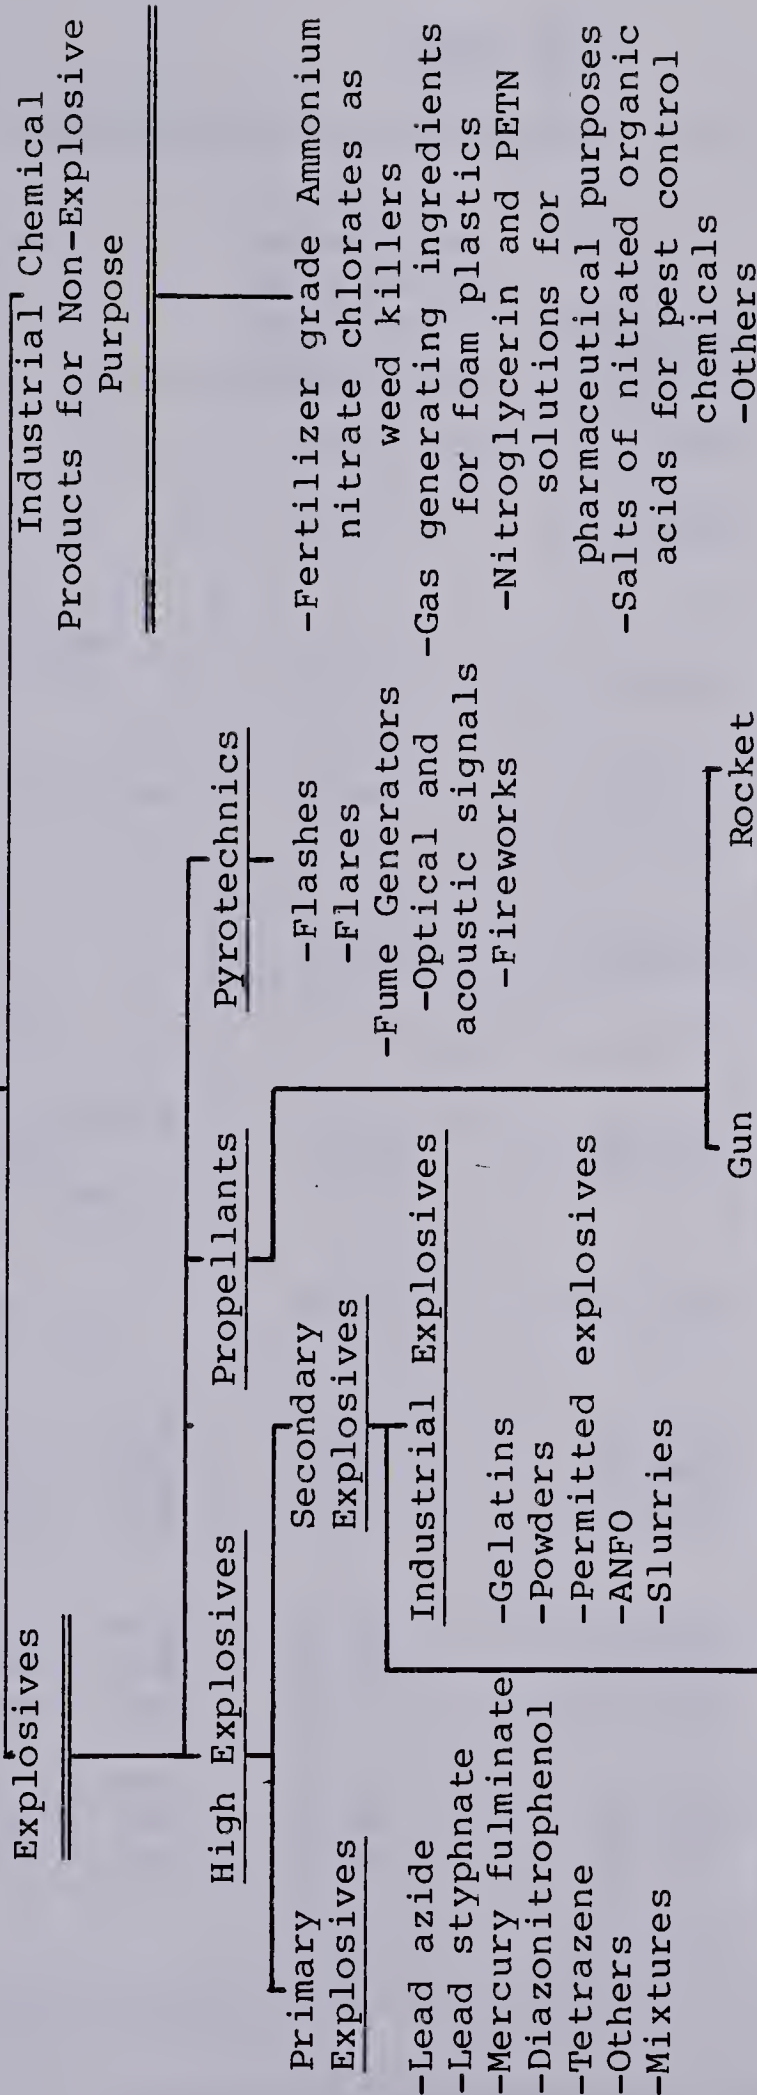 Explosives
Industrial Chemical
Products for Non-Explosive
Purpose
High Explosives
Propellants
Pyrotechnics
Primary
Explosives
-Lead azide
-Lead styphnate
-Mercury fulminate
-Diazonitrophenol
-Tetrazene
-Others
-Mixtures
Secondary
Explosives
Industrial Explosives
-Gelatins
-Powders
-Permitted explosives
-ANFO
-Slurries
Gun
Rocket
-Flashes
-Flares
-Fume Generators
-Optical and
acoustic signals
-Fireworks
-Fertilizer grade Ammonium
nitrate chlorates as
weed killers
-Gas generating ingredients
for foam plastics
-Nitroglycerin and PETN
solutions for
pharmaceutical purposes
-Salts of nitrated organic
acids for pest control
chemicals
-Others